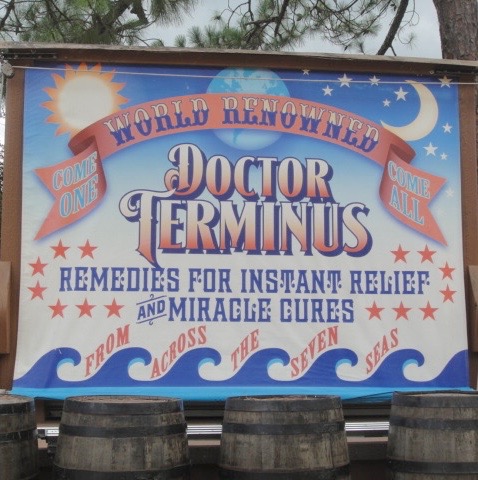 WORLD RENOWNED
COME ONE
COME ALL
DOCTOR
TERMINUS
REMEDIES FOR INSTANT RELIEF
AND MIRACLE CURES
FROM ACROSS THE SEVEN SEAS